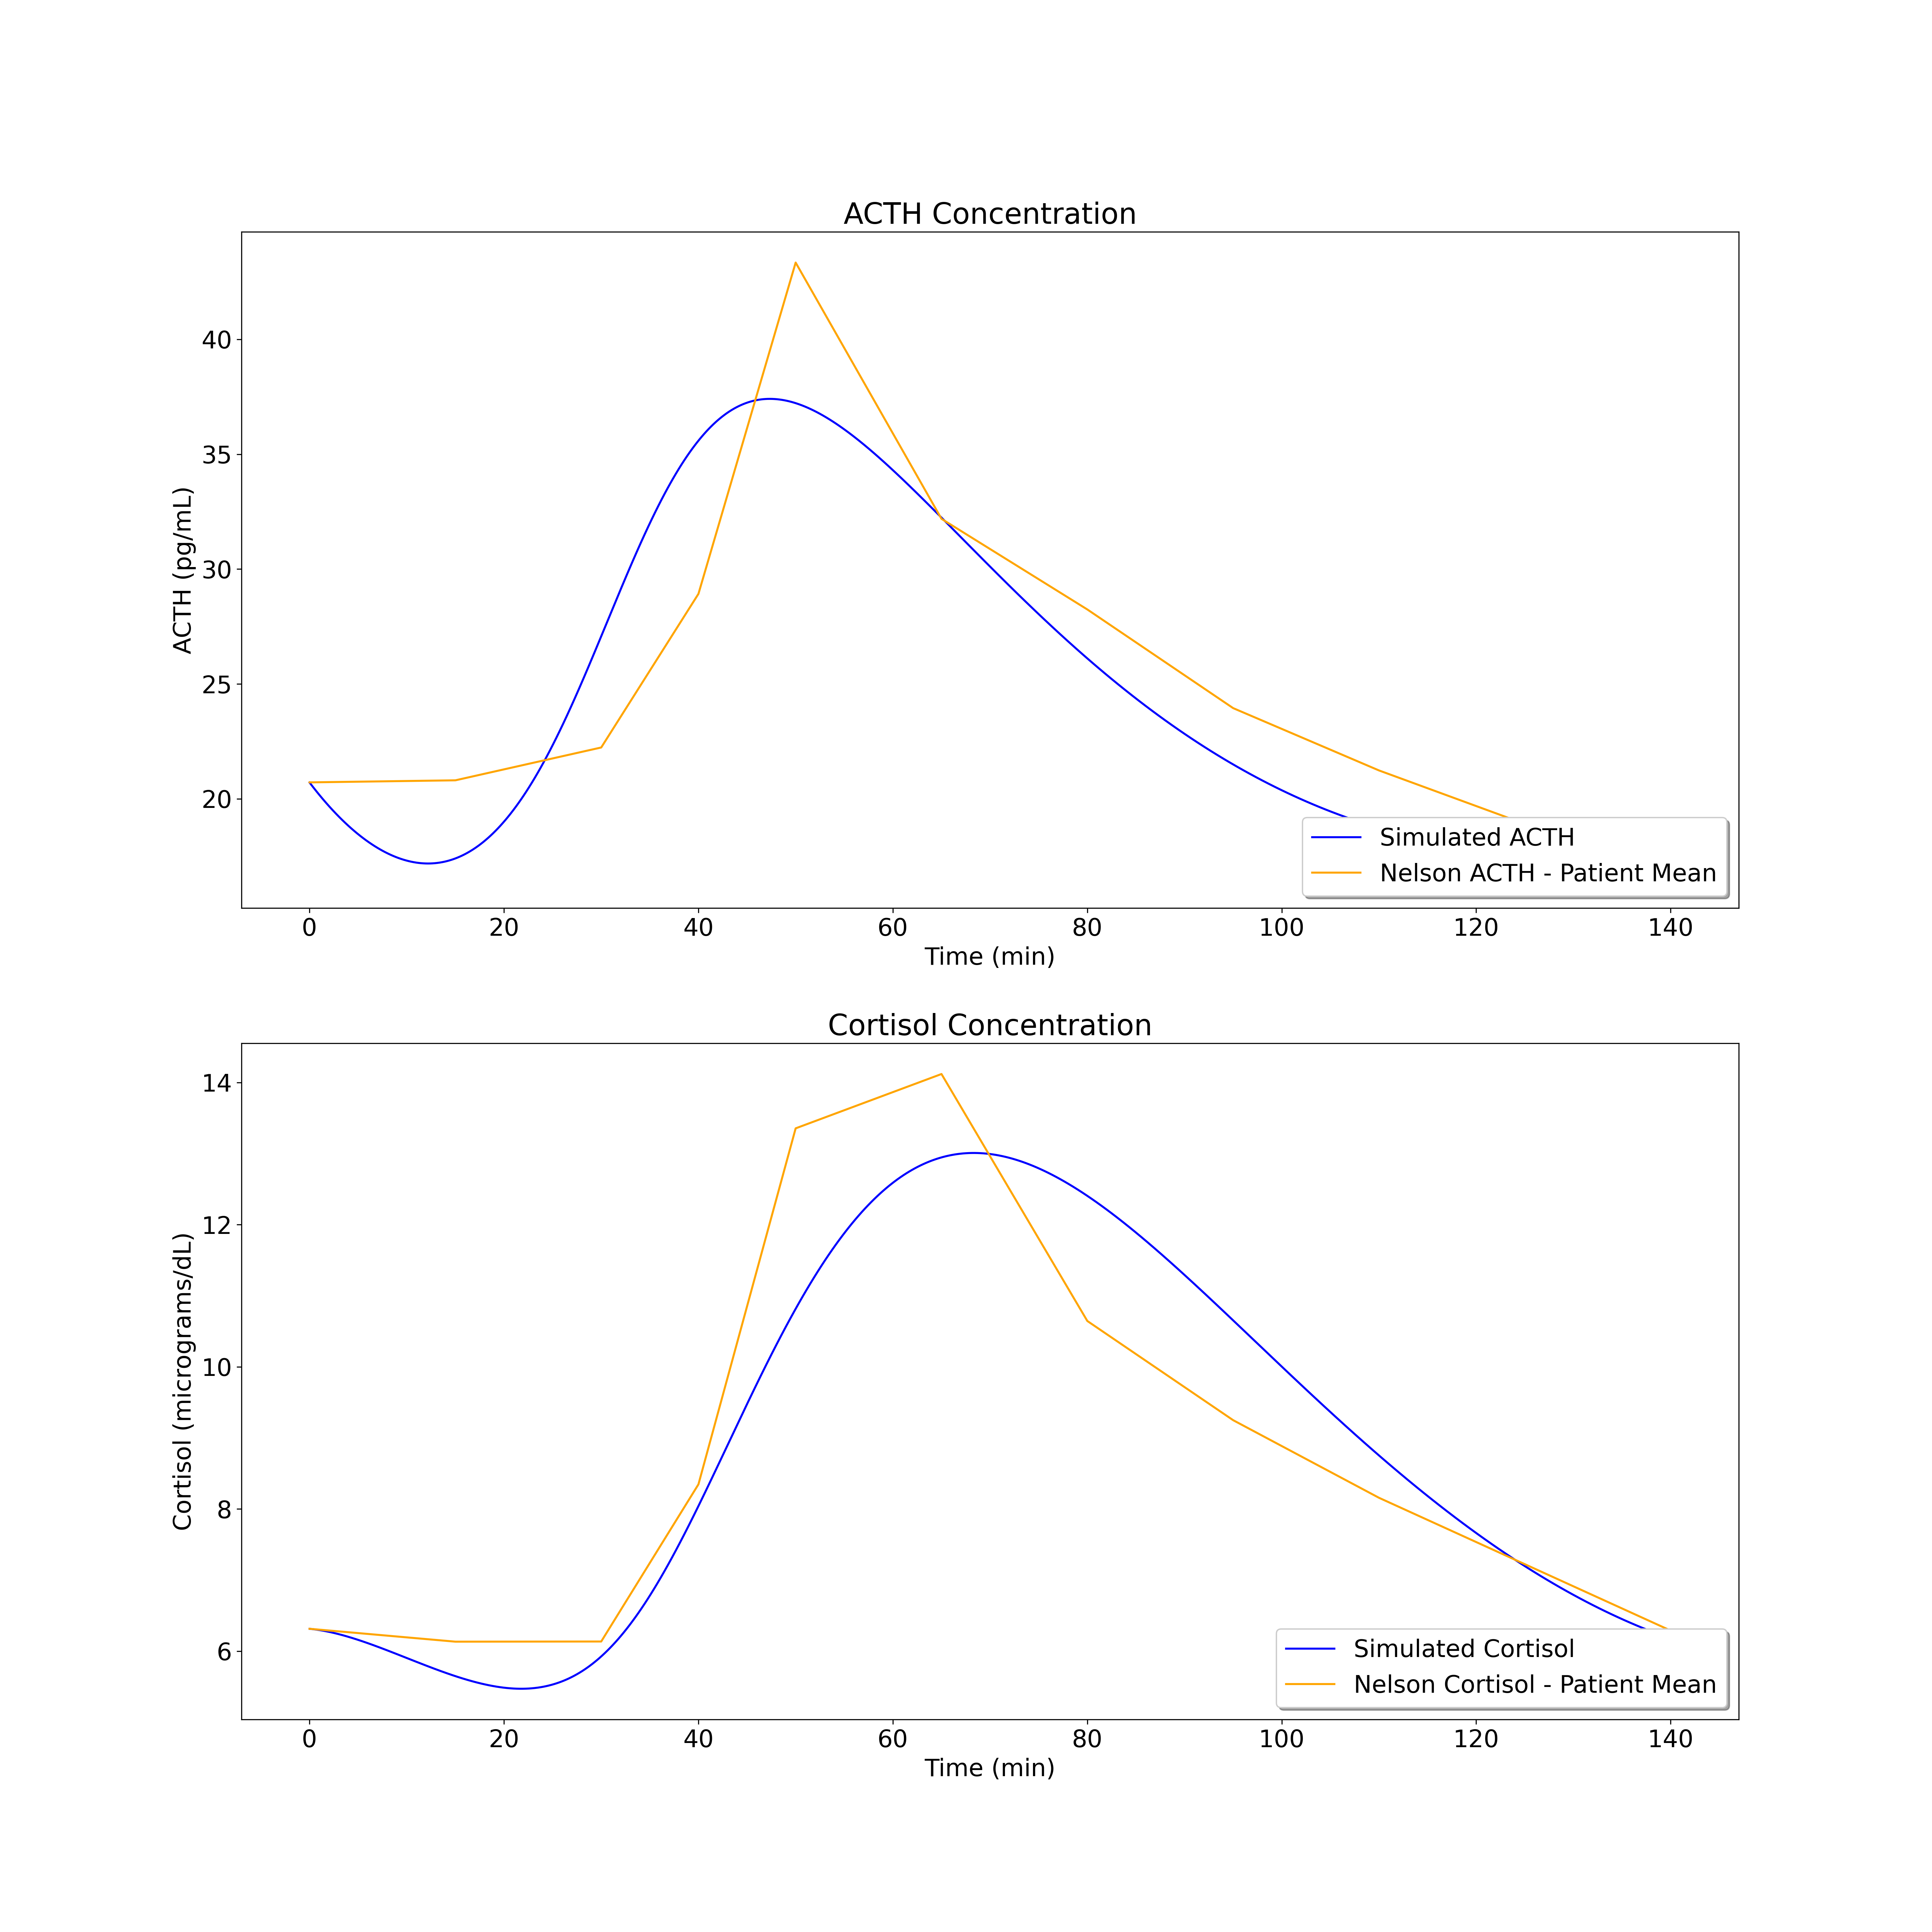 ACTH Concentration
ACTH (pg/mL)
40
35
30
25
20
Simulated ACTH
Nelson ACTH - Patient Mean
0 20 40 60 80 100 120 140
Time (min)
Cortisol Concentration
Cortisol (micrograms/dL)
14
12
10
8
6
Simulated Cortisol
Nelson Cortisol - Patient Mean
0 20 40 60 80 100 120 140
Time (min)